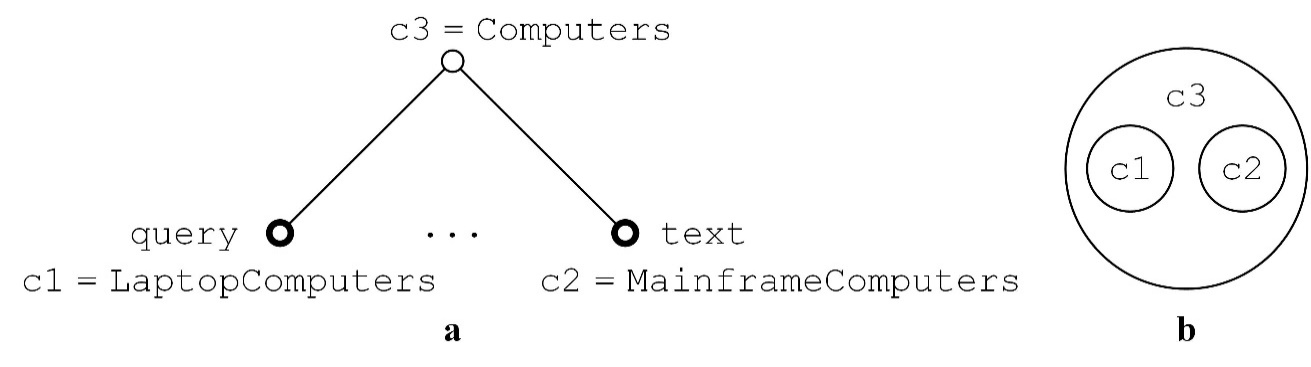 c3 = Computers
query ... text
c1 = LaptopComputers c2 = MainframeComputers
a
c3
c1 c2
b